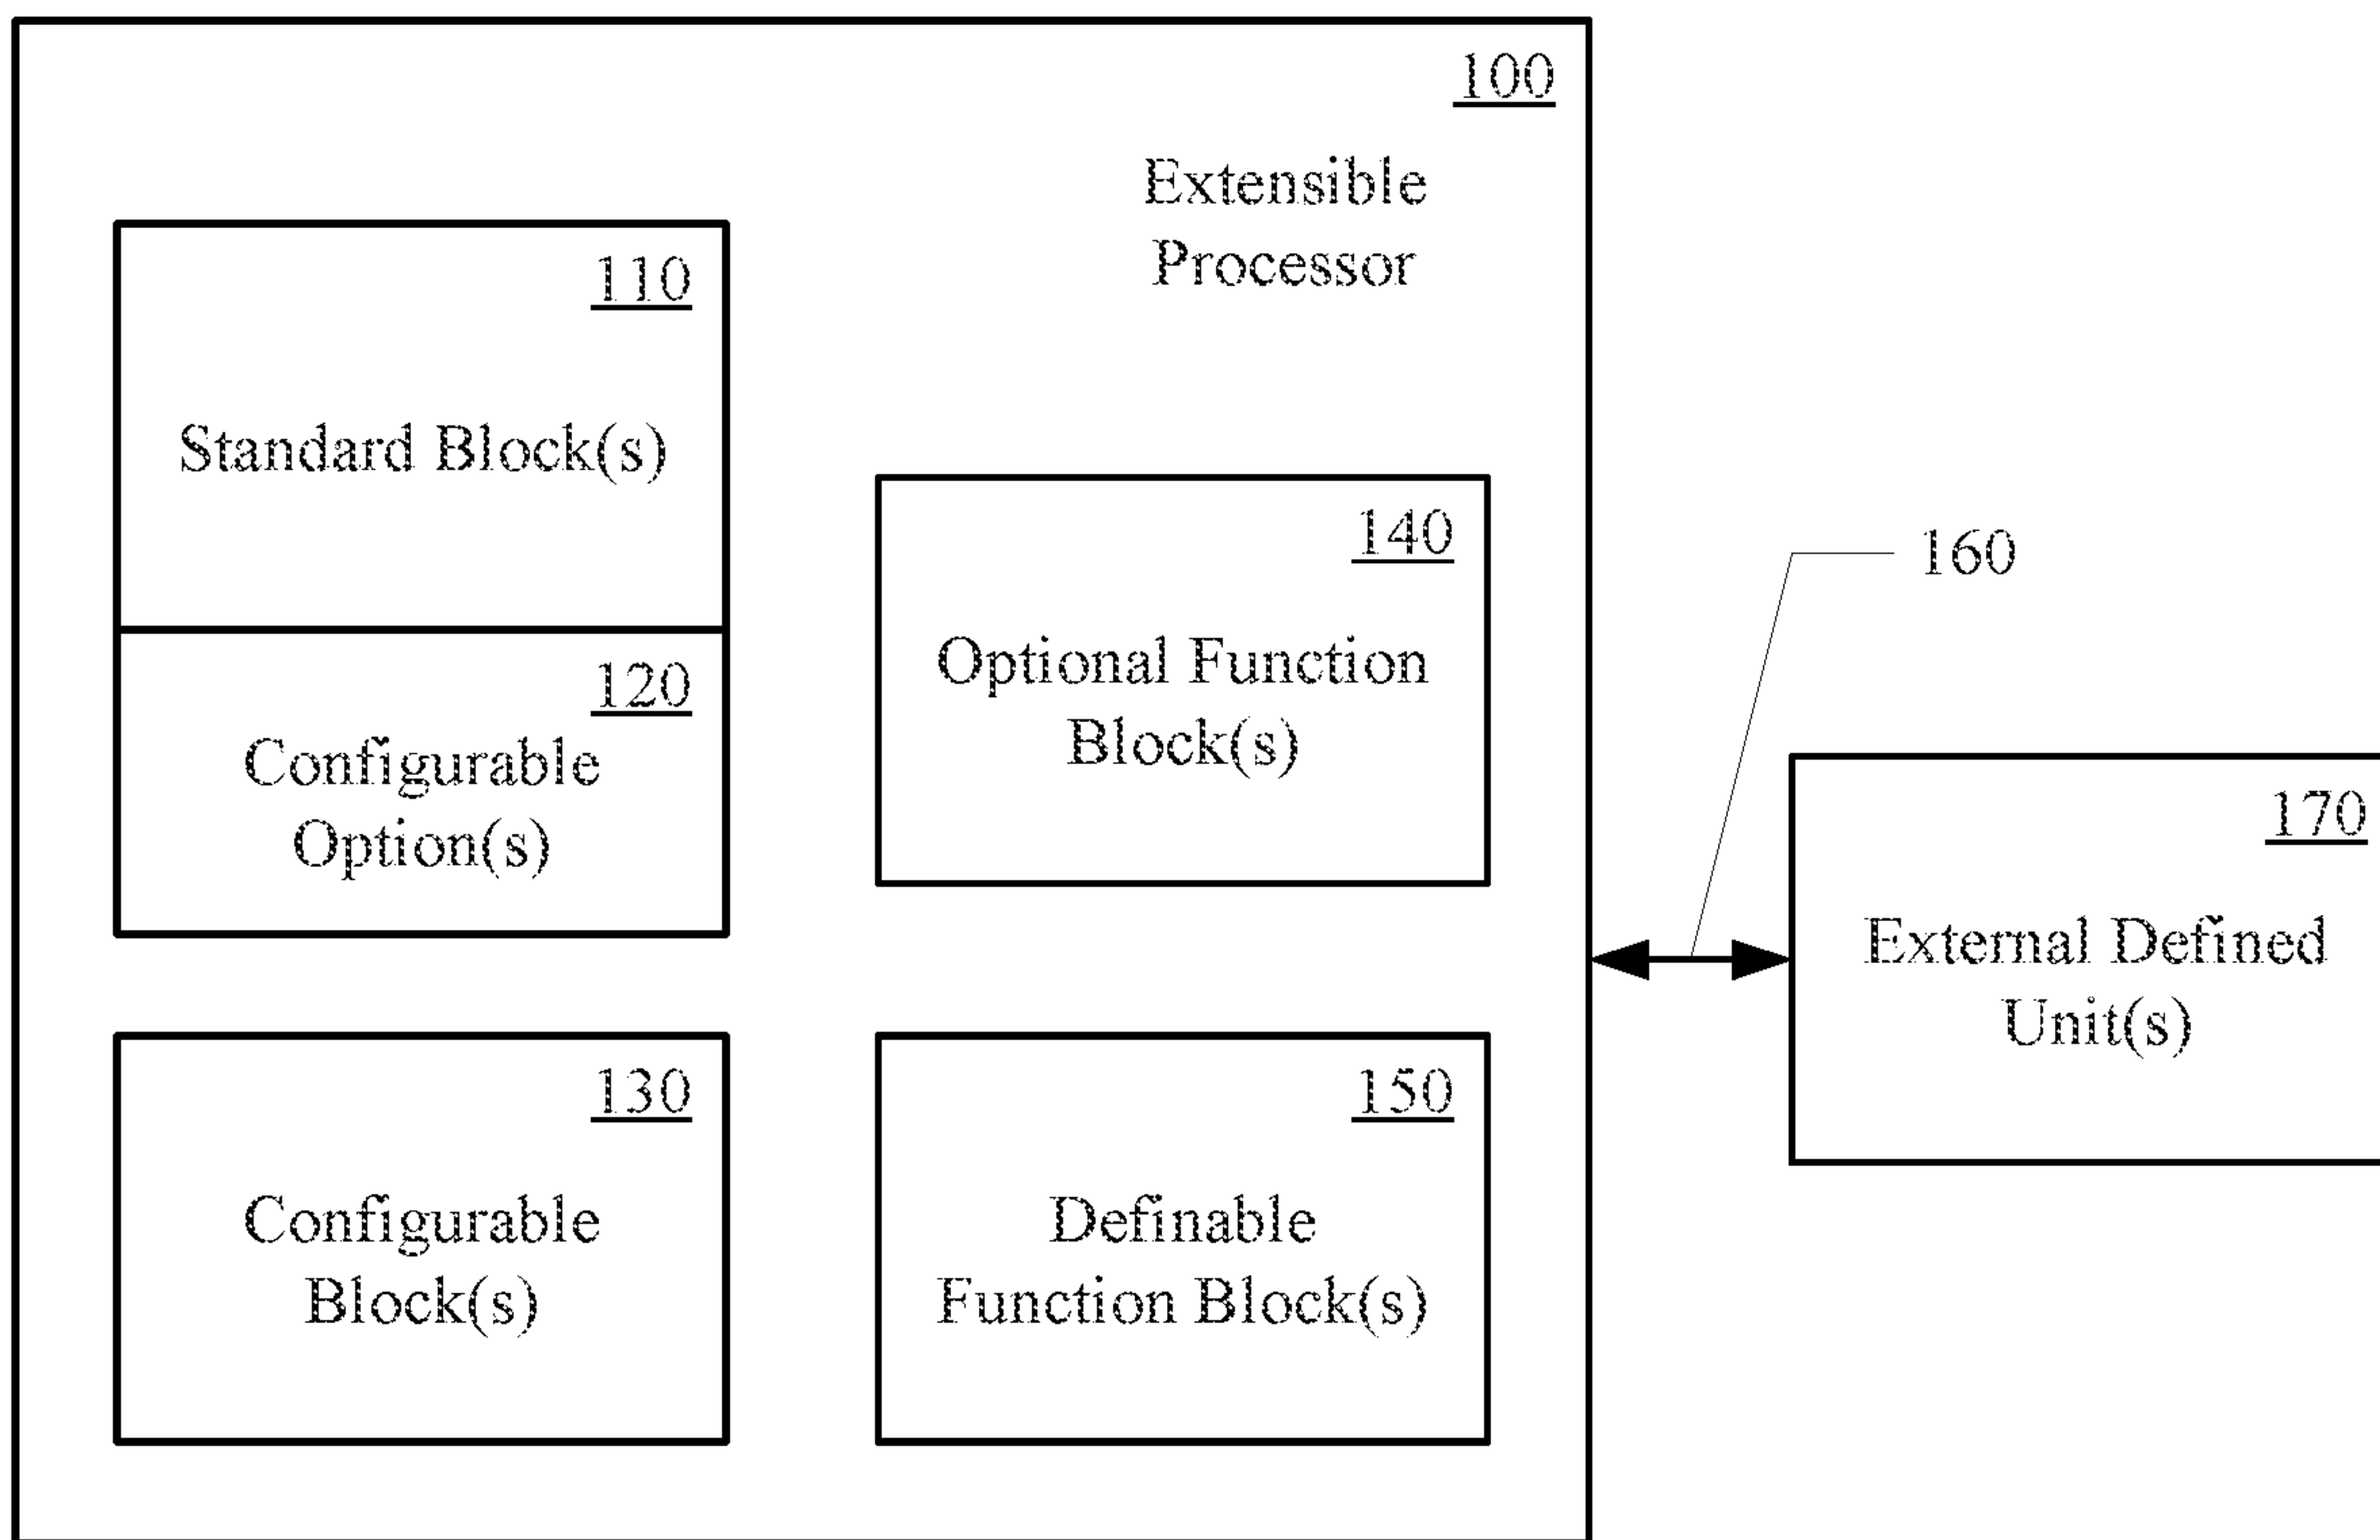 100
Extensible
Processor
110
Standard Block(s)
120
Configurable
Option(s)
140
Optional Function
Block(s)
160
170
External Defined
Unit(s)
130
Configurable
Block(s)
150
Definable
Function Block(s)